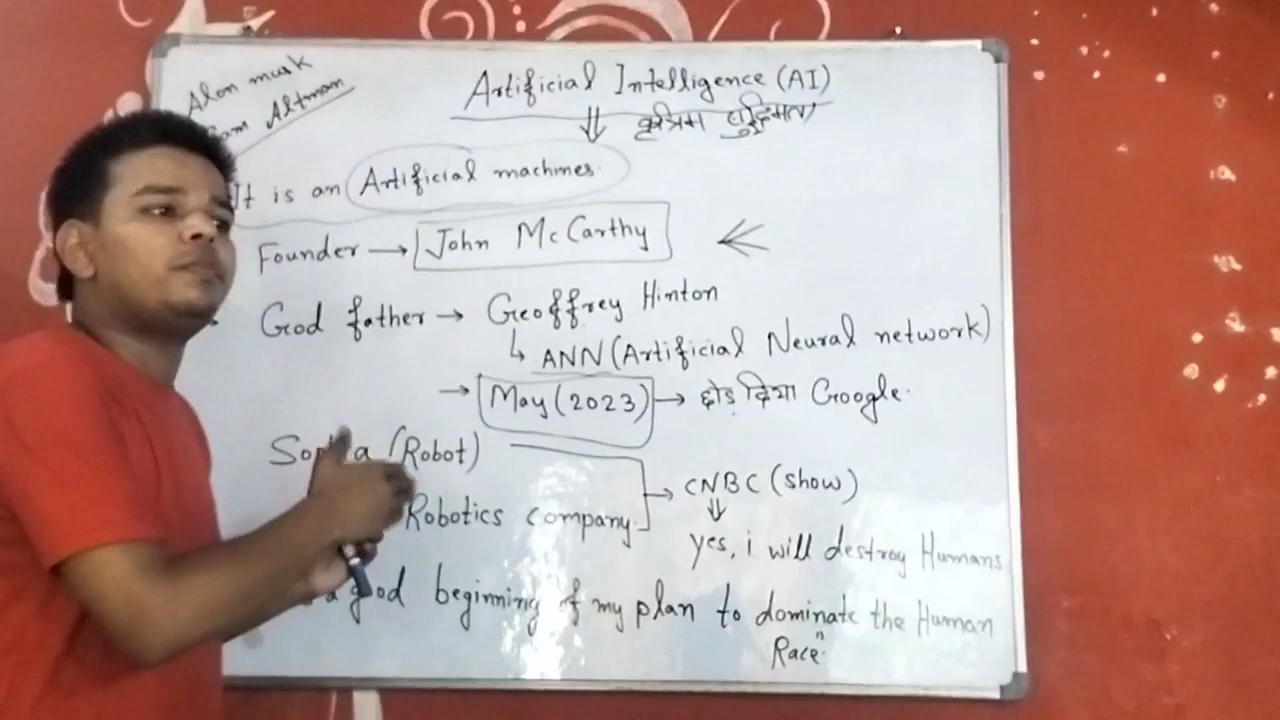 Alon musk
Sam Altman
Artificial Intelligence (AI)
कृत्रिम बुद्धिमता
It is an Artificial machines.
Founder → John McCarthy
God father → Geoffrey Hinton
↳ ANN (Artificial Neural network)
→ May (2023) → छोड़ दिया Google.
(Robot)
Robotics company.
→ CNBC (show)
yes, i will destroy Humans
a good beginning of my plan to dominate the Human
Race"